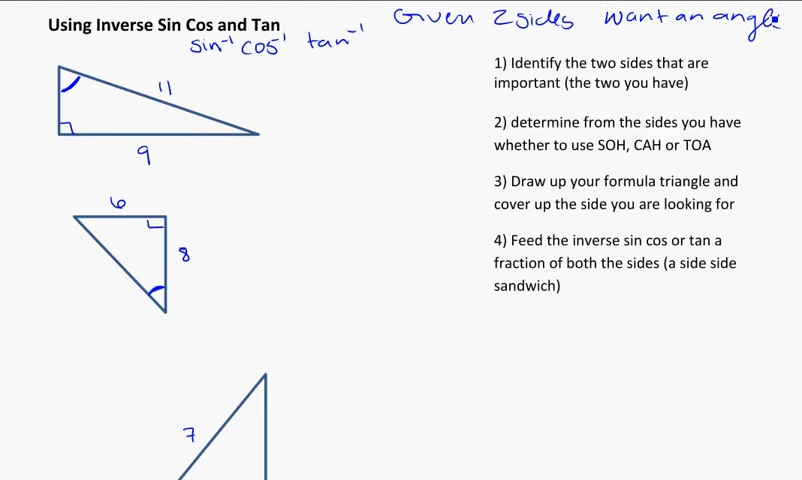 Using Inverse Sin Cos and Tan
Given 2 sides want an angle
sin⁻¹ cos⁻¹ tan⁻¹
11
9
6
8
7
1) Identify the two sides that are
important (the two you have)
2) determine from the sides you have
whether to use SOH, CAH or TOA
3) Draw up your formula triangle and
cover up the side you are looking for
4) Feed the inverse sin cos or tan a
fraction of both the sides (a side side
sandwich)